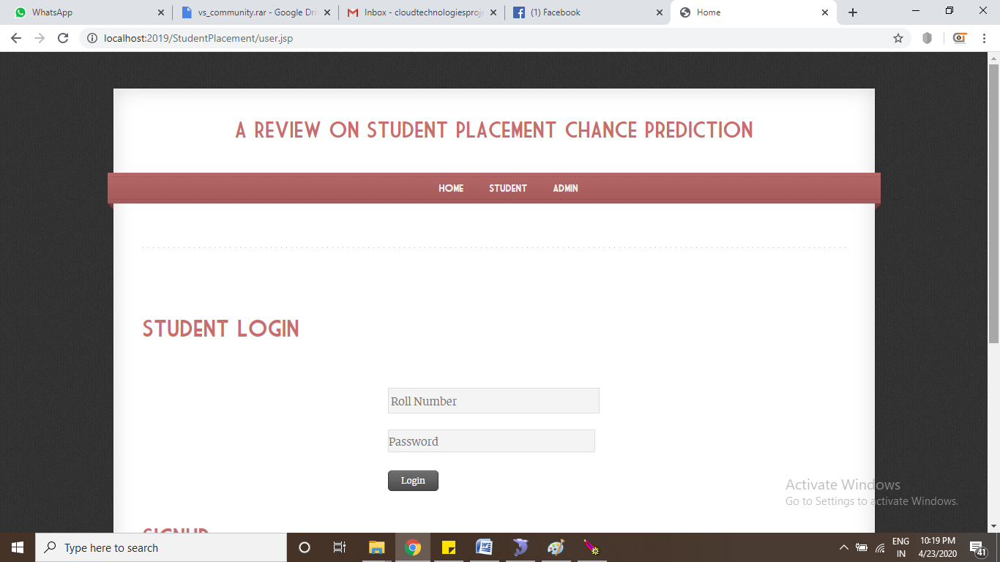 WhatsApp
vs_community.rar - Google Dri
Inbox - cloudtechnologiesproje
(1) Facebook
Home
localhost:2019/StudentPlacement/user.jsp
A REVIEW ON STUDENT PLACEMENT CHANCE PREDICTION
HOME STUDENT ADMIN
STUDENT LOGIN
Roll Number
Password
Login
Activate Windows
Go to Settings to activate Windows.
SIGNUP
Type here to search
ENG
IN
10:19 PM
4/23/2020
41